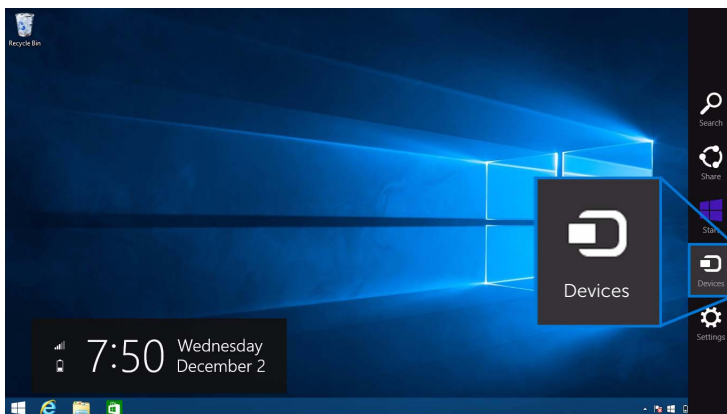 Recycle Bin
Search
Share
Start
Devices
Devices
Settings
7:50
Wednesday
December 2